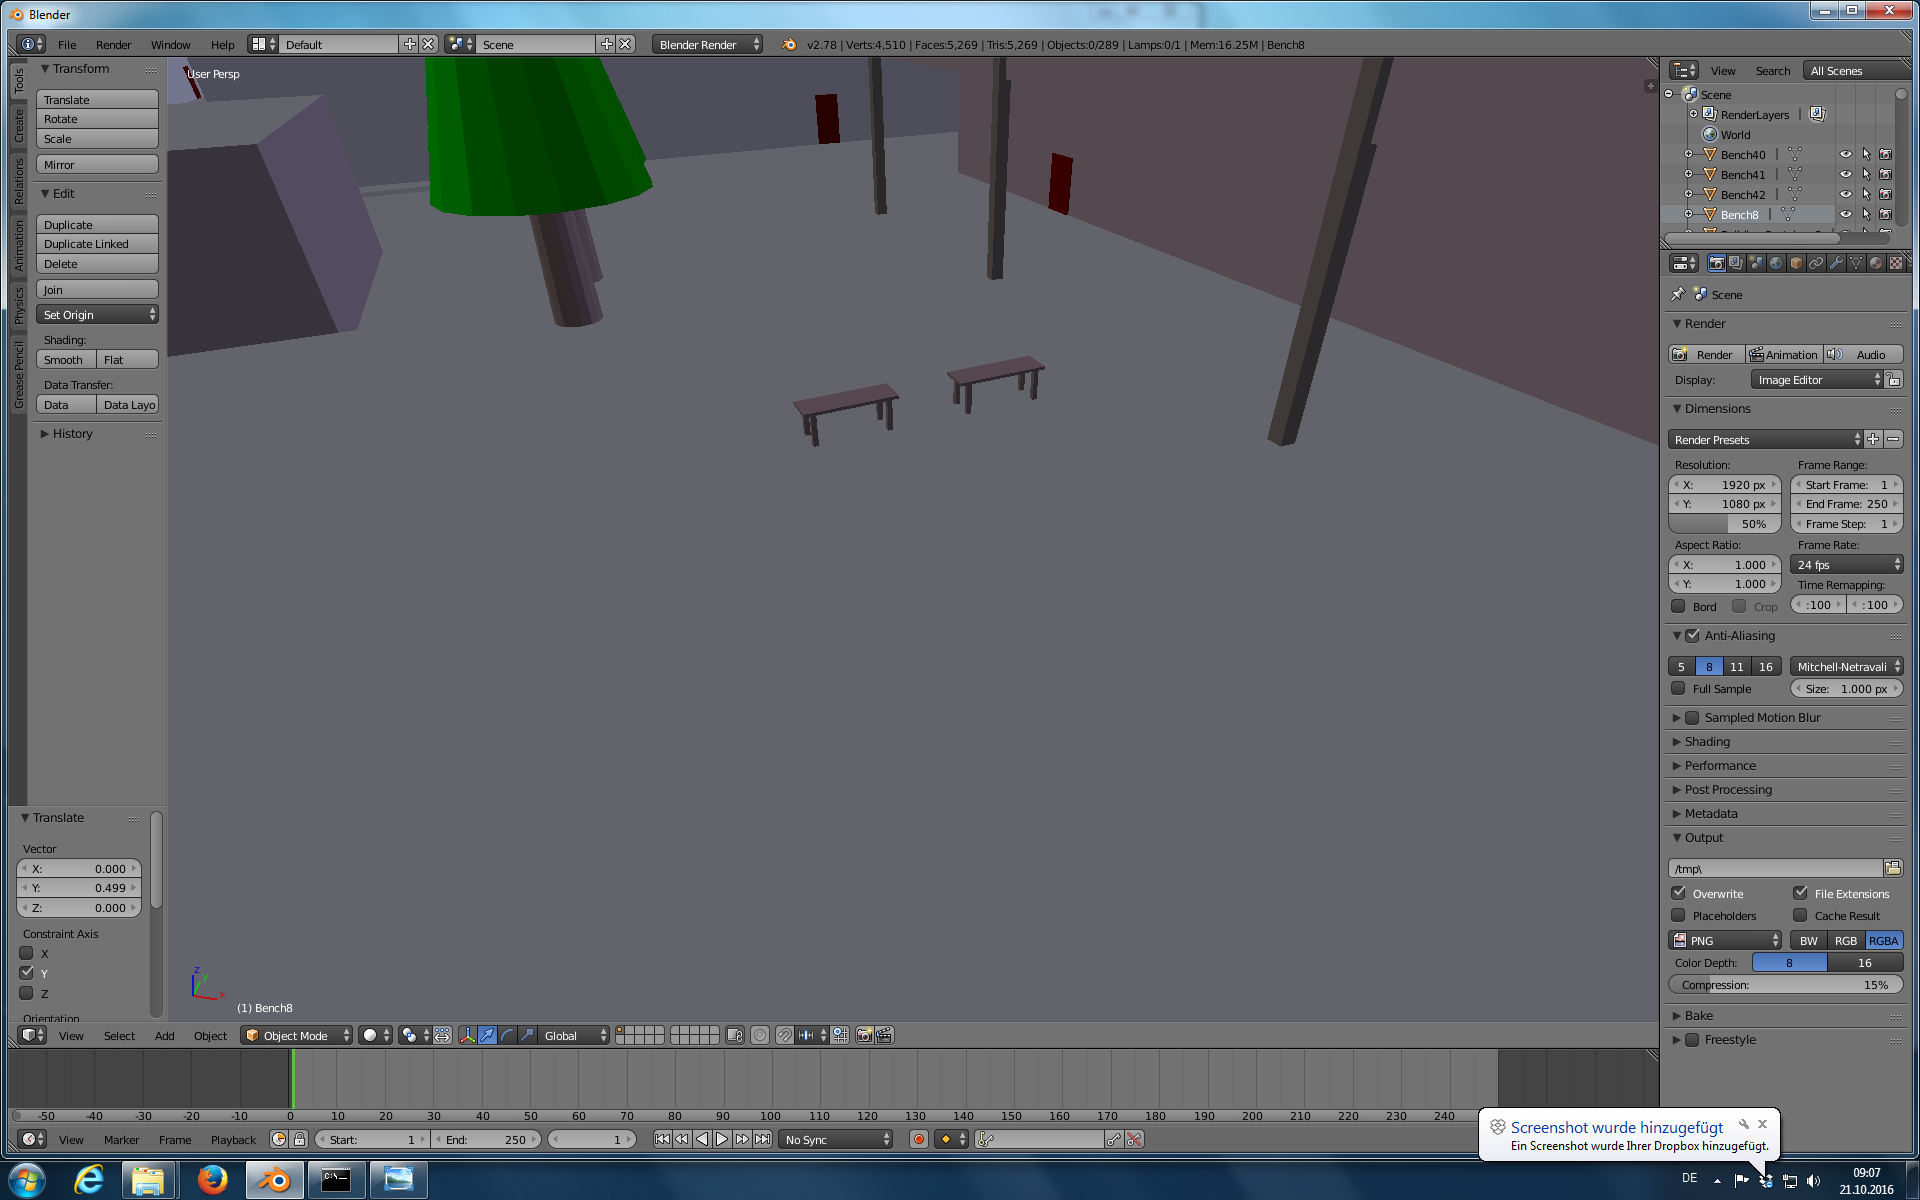 Blender
File Render Window Help Default Scene Blender Render v2.78 | Verts:4,510 | Faces:5,269 | Tris:5,269 | Objects:0/289 | Lamps:0/1 | Mem:16.25M | Bench8
Tools
Create
Relations
Animation
Physics
Grease Pencil
Transform
Translate
Rotate
Scale
Mirror
Edit
Duplicate
Duplicate Linked
Delete
Join
Set Origin
Shading:
Smooth Flat
Data Transfer:
Data Data Layo
History
Translate
Vector
X: 0.000
Y: 0.499
Z: 0.000
Constraint Axis
X
Y
Z
Orientation
User Persp
z
y
x
(1) Bench8
View Select Add Object Object Mode Global
-50 -40 -30 -20 -10 0 10 20 30 40 50 60 70 80 90 100 110 120 130 140 150 160 170 180 190 200 210 220 230 240
View Marker Frame Playback Start: 1 End: 250 1 No Sync
View Search All Scenes
Scene
RenderLayers
World
Bench40
Bench41
Bench42
Bench8
Scene
Render
Render Animation Audio
Display: Image Editor
Dimensions
Render Presets
Resolution: Frame Range:
X: 1920 px Start Frame: 1
Y: 1080 px End Frame: 250
50% Frame Step: 1
Aspect Ratio: Frame Rate:
X: 1.000 24 fps
Y: 1.000 Time Remapping:
Bord Crop :100 :100
Anti-Aliasing
5 8 11 16 Mitchell-Netravali
Full Sample Size: 1.000 px
Sampled Motion Blur
Shading
Performance
Post Processing
Metadata
Output
/tmp\
Overwrite File Extensions
Placeholders Cache Result
PNG BW RGB RGBA
Color Depth: 8 16
Compression: 15%
Bake
Freestyle
Screenshot wurde hinzugefügt
Ein Screenshot wurde Ihrer Dropbox hinzugefügt.
C:\_
DE
09:07
21.10.2016